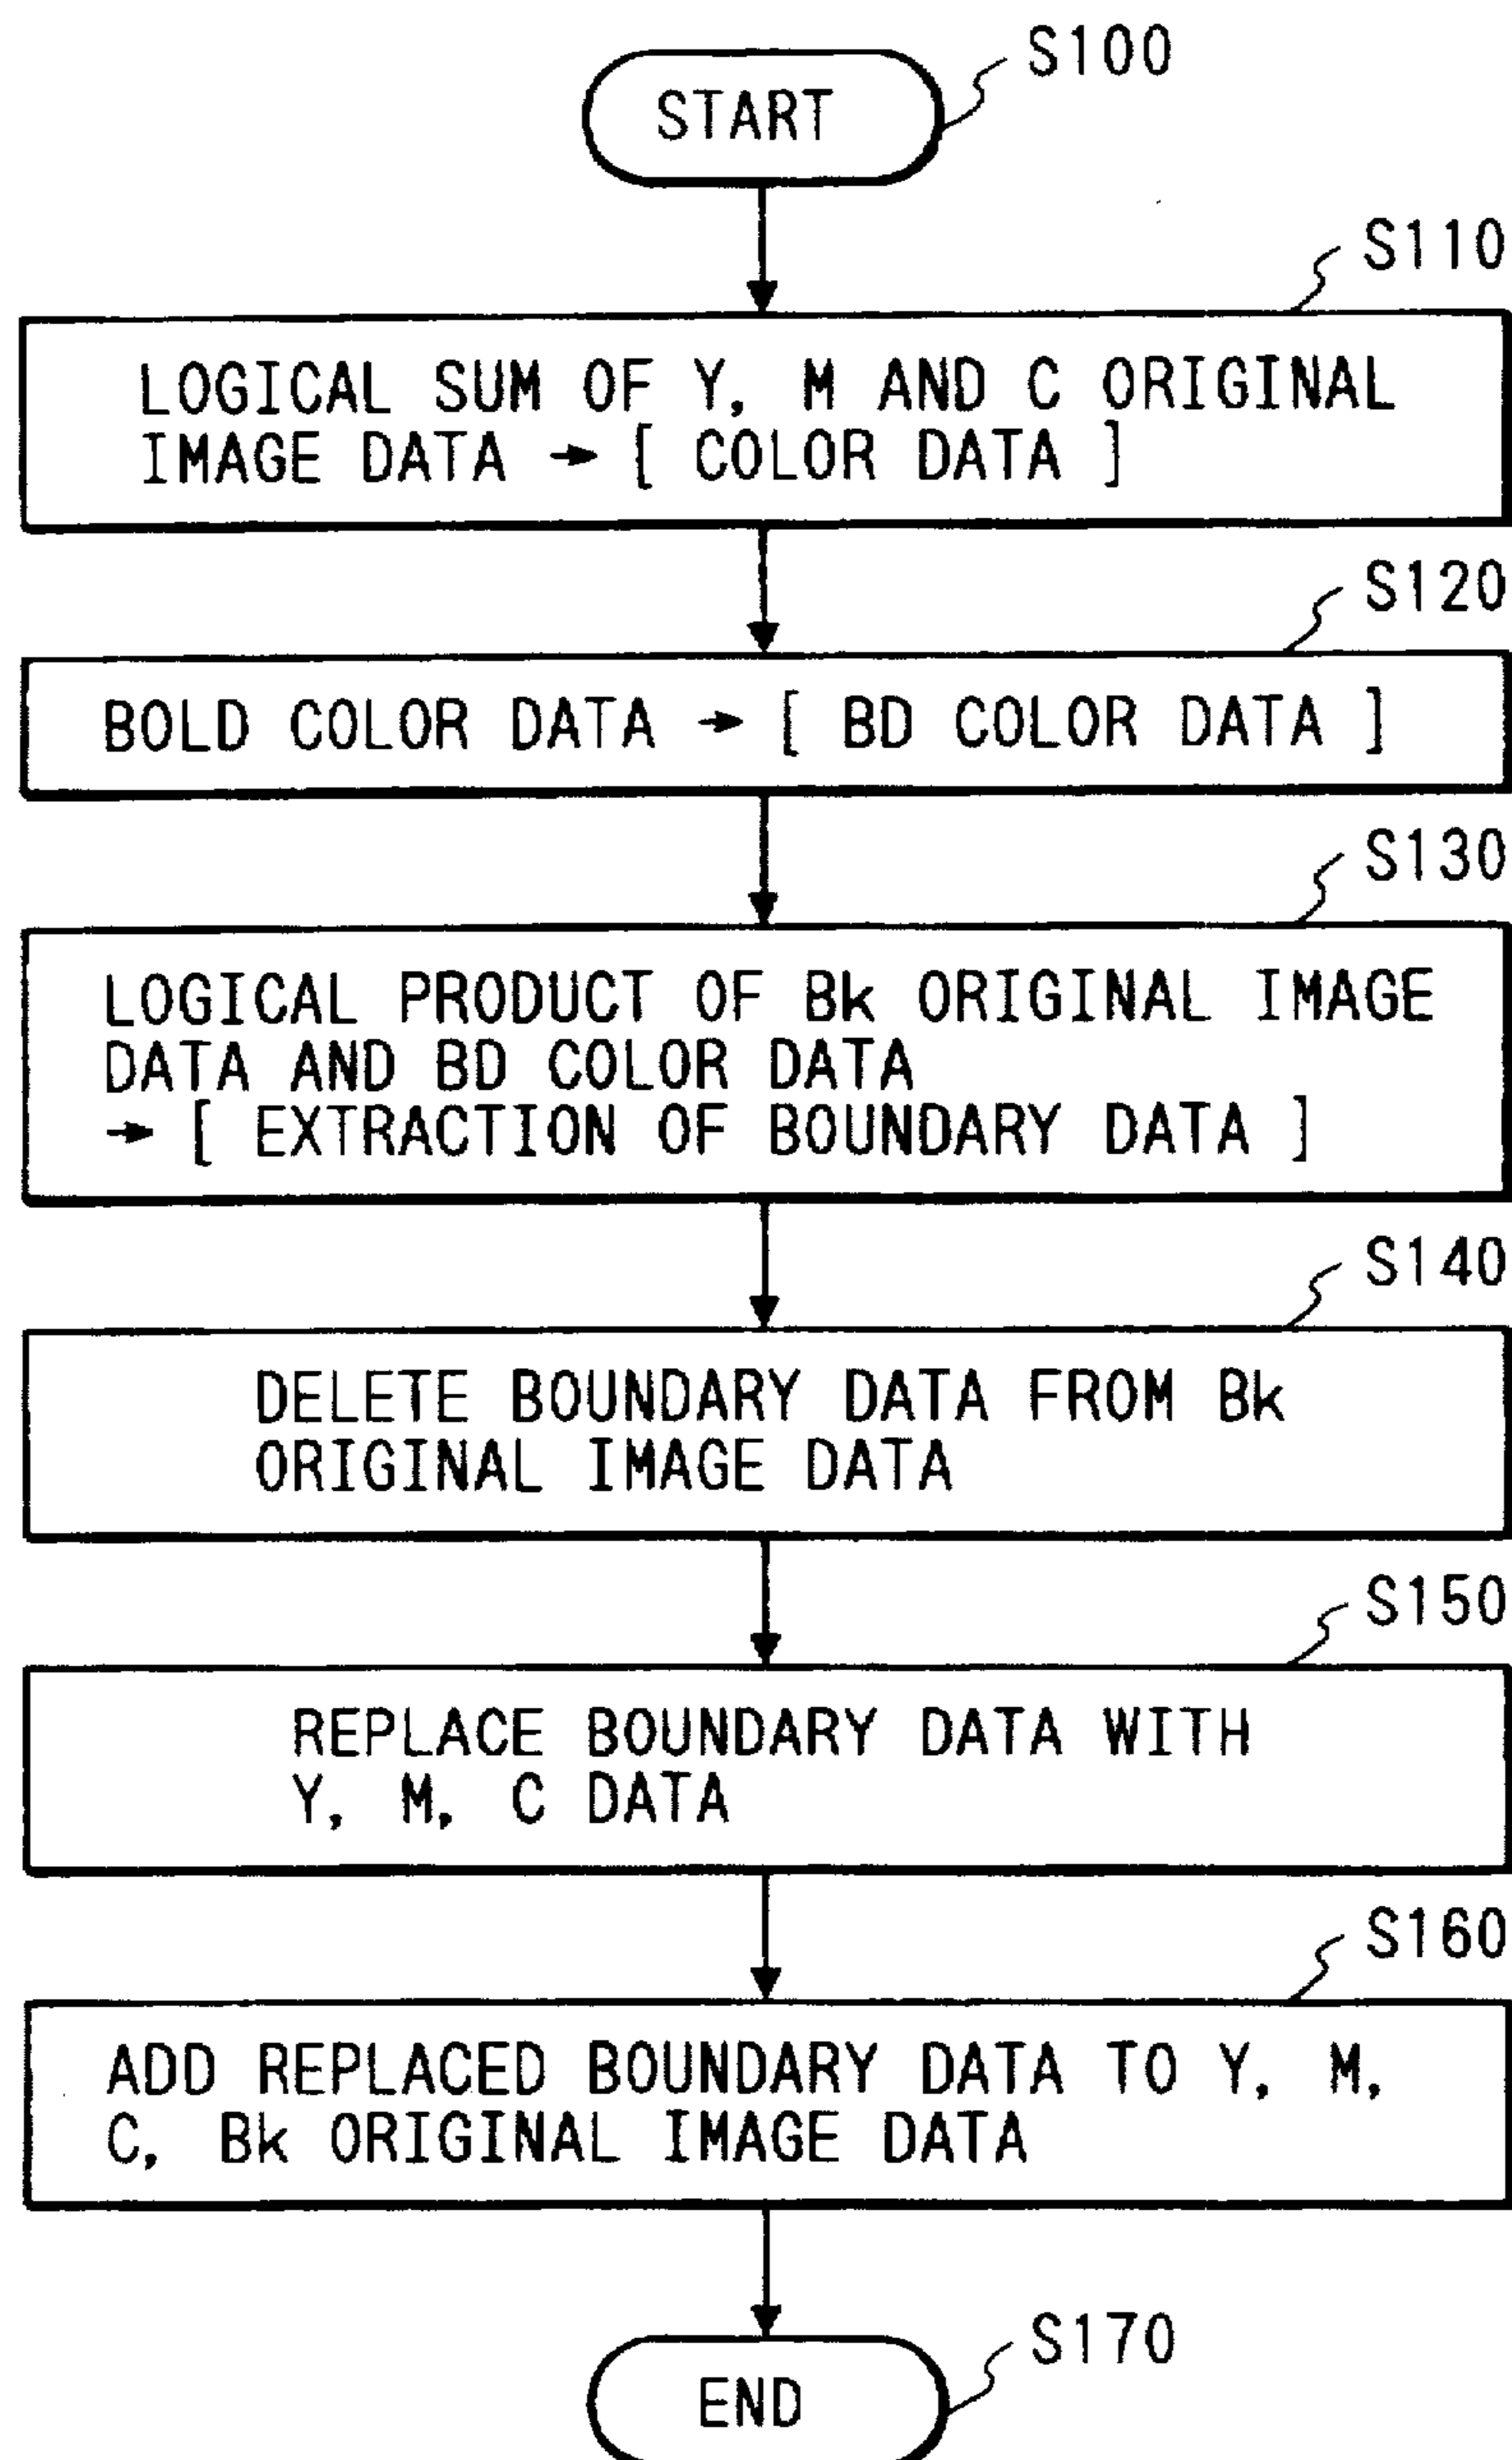 S100
START
S110
LOGICAL SUM OF Y, M AND C ORIGINAL
IMAGE DATA → [ COLOR DATA ]
S120
BOLD COLOR DATA → [ BD COLOR DATA ]
S130
LOGICAL PRODUCT OF Bk ORIGINAL IMAGE
DATA AND BD COLOR DATA
→ [ EXTRACTION OF BOUNDARY DATA ]
S140
DELETE BOUNDARY DATA FROM Bk
ORIGINAL IMAGE DATA
S150
REPLACE BOUNDARY DATA WITH
Y, M, C DATA
S160
ADD REPLACED BOUNDARY DATA TO Y, M,
C, Bk ORIGINAL IMAGE DATA
S170
END